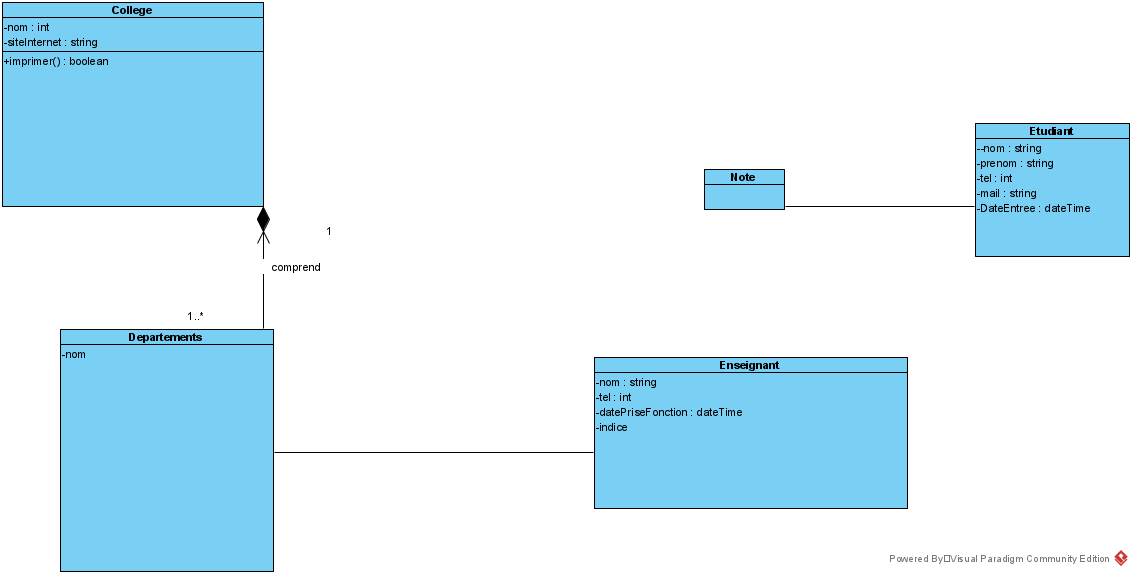 College
-nom : int
-siteInternet : string
+imprimer() : boolean
1
comprend
1..*
Departements
-nom
Note
Etudiant
--nom : string
-prenom : string
-tel : int
-mail : string
-DateEntree : dateTime
Enseignant
-nom : string
-tel : int
-datePriseFonction : dateTime
-indice
Powered By Visual Paradigm Community Edition